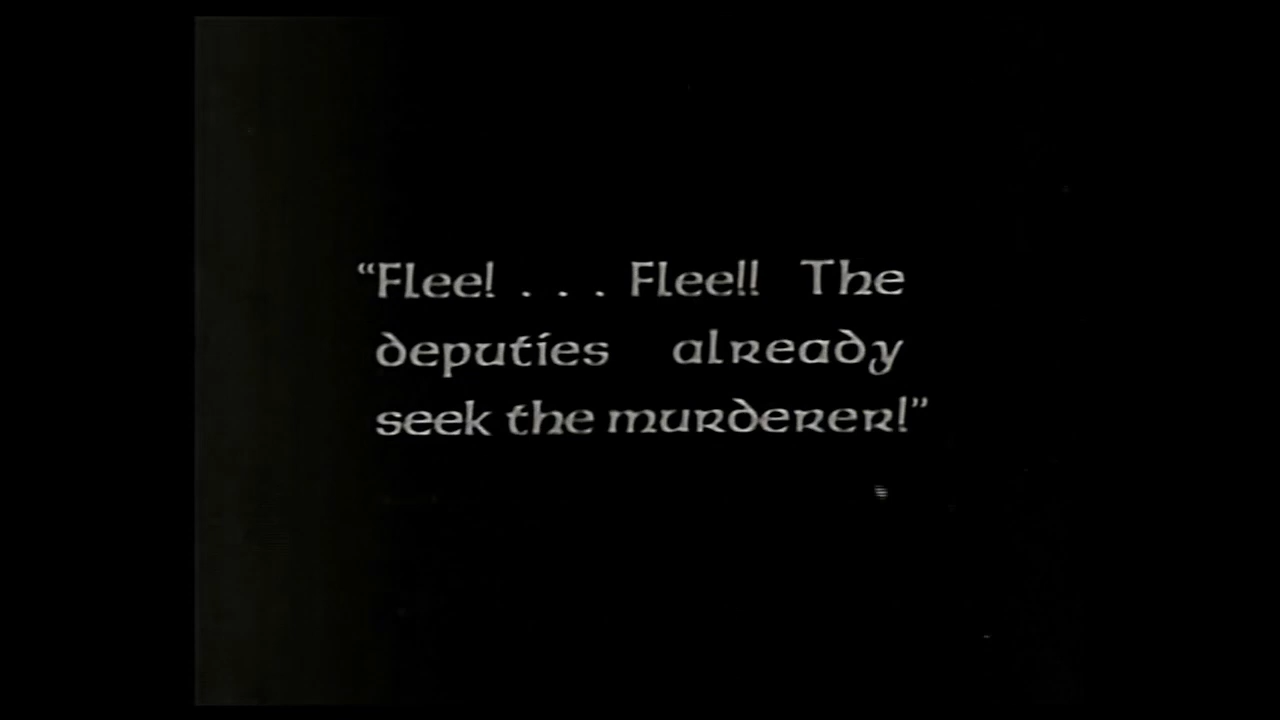 “Flee! . . . Flee!! The
deputies already
seek the murderer!”